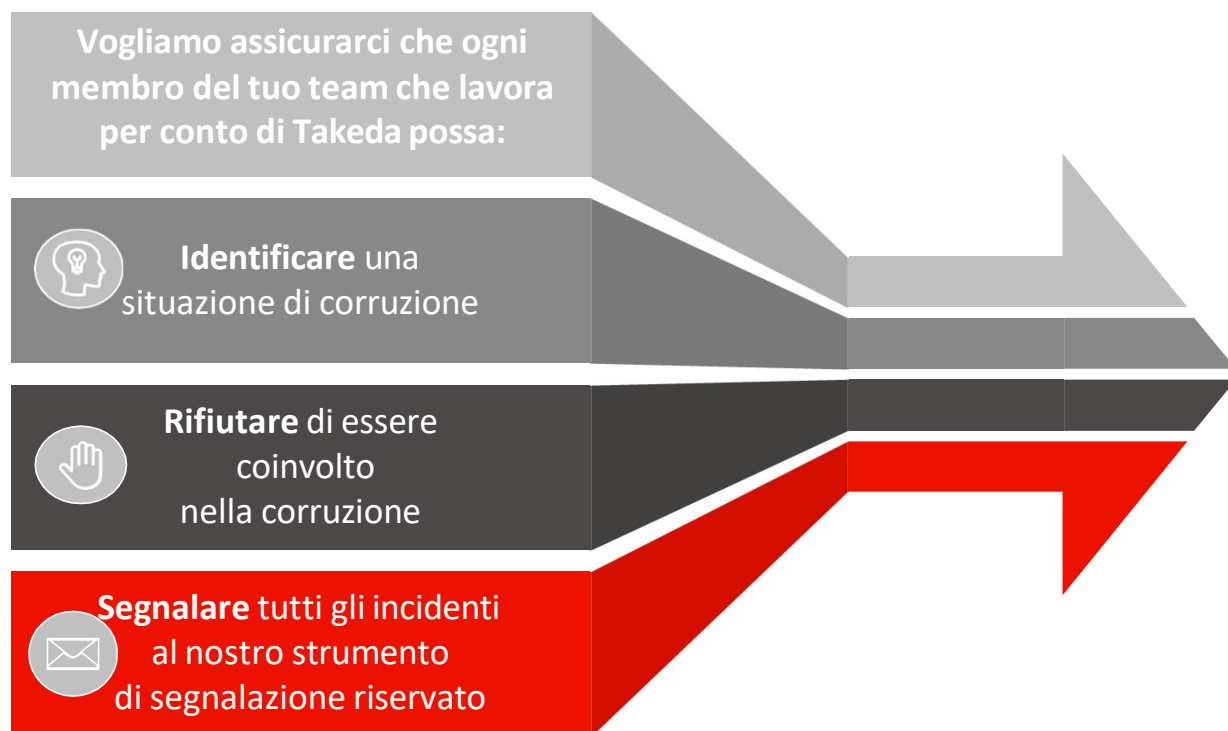 Vogliamo assicurarci che ogni
membro del tuo team che lavora
per conto di Takeda possa:
Identificare una
situazione di corruzione
Rifiutare di essere
coinvolto
nella corruzione
Segnalare tutti gli incidenti
al nostro strumento
di segnalazione riservato